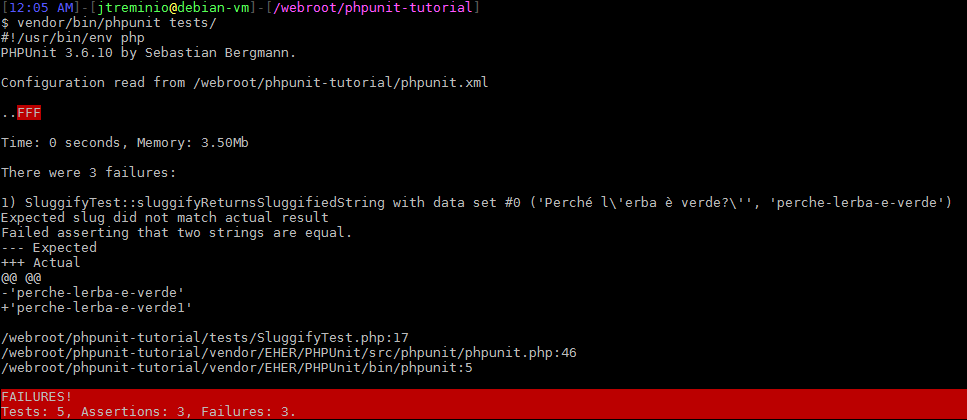 [12:05 AM]-[jtreminio@debian-vm]-[/webroot/phpunit-tutorial]
$ vendor/bin/phpunit tests/
#!/usr/bin/env php
PHPUnit 3.6.10 by Sebastian Bergmann.
Configuration read from /webroot/phpunit-tutorial/phpunit.xml
..FFF
Time: 0 seconds, Memory: 3.50Mb
There were 3 failures:
1) SluggifyTest::sluggifyReturnsSluggifiedString with data set #0 ('Perché l\'erba è verde?\'', 'perche-lerba-e-verde')
Expected slug did not match actual result
Failed asserting that two strings are equal.
--- Expected
+++ Actual
@@ @@
-'perche-lerba-e-verde'
+'perche-lerba-e-verde1'
/webroot/phpunit-tutorial/tests/SluggifyTest.php:17
/webroot/phpunit-tutorial/vendor/EHER/PHPUnit/src/phpunit/phpunit.php:46
/webroot/phpunit-tutorial/vendor/EHER/PHPUnit/bin/phpunit:5
FAILURES!
Tests: 5, Assertions: 3, Failures: 3.